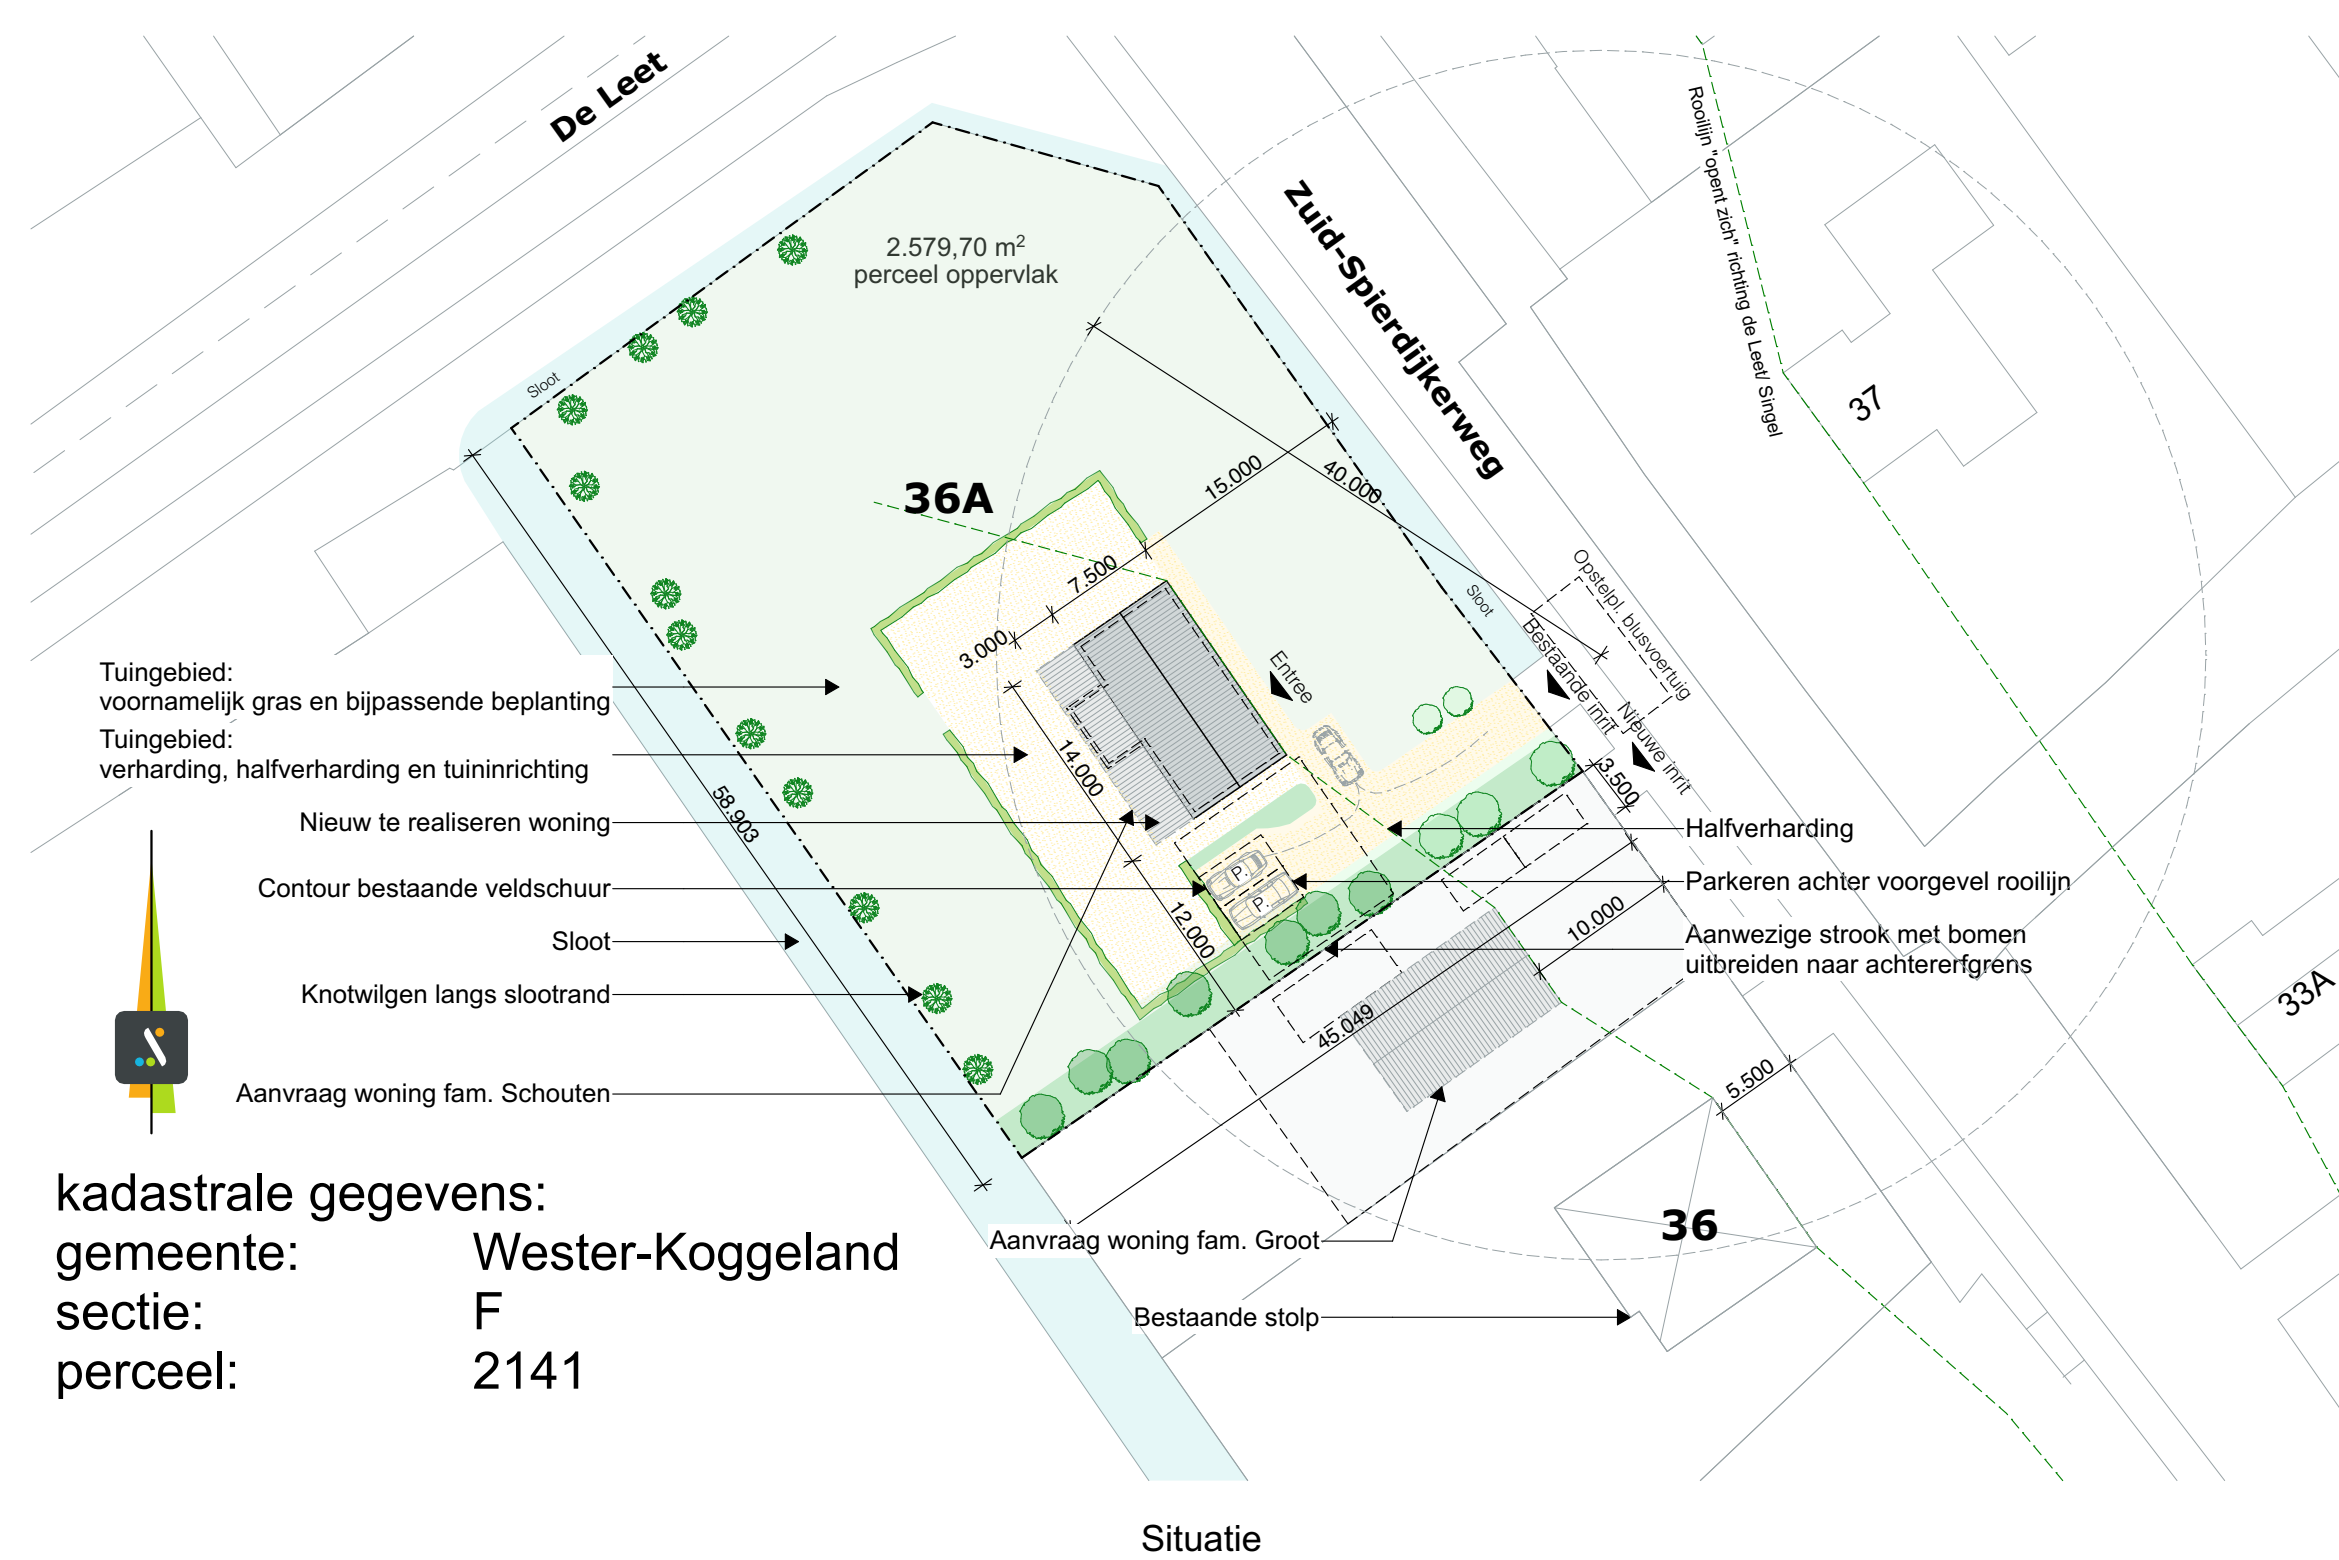 De Leet
Zuid-Spierdijkerweg
Rooilijn "opent zich" richting de Leet/ Singel
2.579,70 m²
perceel oppervlak
Sloot
37
36A
15.000
40.000
7.500
3.000
Sloot
Opstelpl. blusvoertuig
Bestaande inrit
Nieuwe inrit
Entree
Tuingebied:
voornamelijk gras en bijpassende beplanting
Tuingebied:
verharding, halfverharding en tuininrichting
Nieuw te realiseren woning
Contour bestaande veldschuur
Sloot
Knotwilgen langs slootrand
Aanvraag woning fam. Schouten
58.903
14.000
12.000
P.
P.
3.500
Halfverharding
Parkeren achter voorgevel rooilijn
Aanwezige strook met bomen
uitbreiden naar achtererfgrens
10.000
45.049
5.500
33A
36
Aanvraag woning fam. Groot
Bestaande stolp
kadastrale gegevens:
gemeente: Wester-Koggeland
sectie: F
perceel: 2141
Situatie